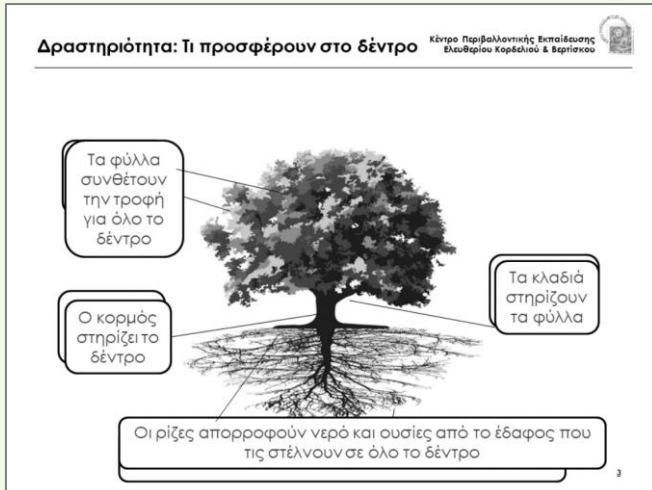 Δραστηριότητα: Τι προσφέρουν στο δέντρο
Κέντρο Περιβαλλοντικής Εκπαίδευσης
Ελευθερίου Κορδελιού & Βερτίσκου
Τα φύλλα
συνθέτουν
την τροφή
για όλο το
δέντρο
Τα κλαδιά
στηρίζουν
τα φύλλα
Ο κορμός
στηρίζει το
δέντρο
Οι ρίζες απορροφούν νερό και ουσίες από το έδαφος που
τις στέλνουν σε όλο το δέντρο
3